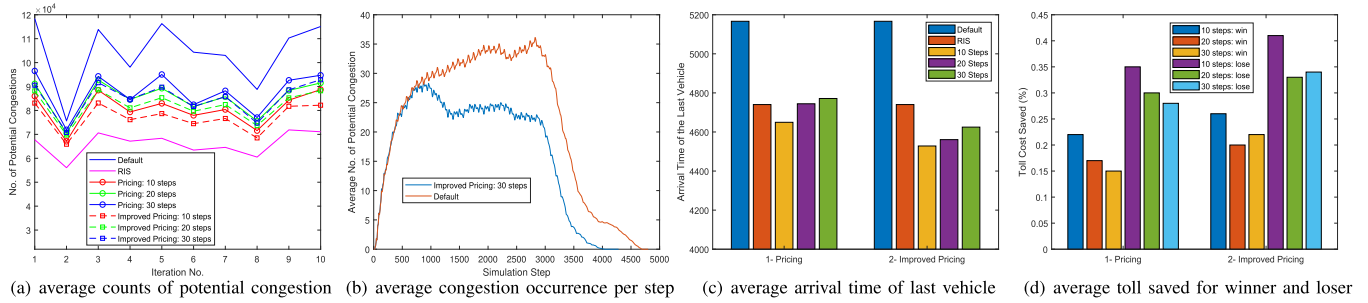 ×10⁴
12
11
10
9
8
7
6
5
4
3
No. of Potential Congestions
Default
RIS
Pricing: 10 steps
Pricing: 20 steps
Pricing: 30 steps
Improved Pricing: 10 steps
Improved Pricing: 20 steps
Improved Pricing: 30 steps
1 2 3 4 5 6 7 8 9 10
Iteration No.
(a) average counts of potential congestion
40
35
30
25
20
15
10
5
0
Average No. of Potential Congestion
Improved Pricing: 30 steps
Default
0 500 1000 1500 2000 2500 3000 3500 4000 4500 5000
Simulation Step
(b) average congestion occurrence per step
5200
5000
4800
4600
4400
4200
4000
Arrival Time of the Last Vehicle
Default
RIS
10 Steps
20 Steps
30 Steps
1- Pricing 2- Improved Pricing
(c) average arrival time of last vehicle
0.45
0.4
0.35
0.3
0.25
0.2
0.15
0.1
0.05
0
Toll Cost Saved (%)
10 steps: win
20 steps: win
30 steps: win
10 steps: lose
20 steps: lose
30 steps: lose
1- Pricing 2- Improved Pricing
(d) average toll saved for winner and loser